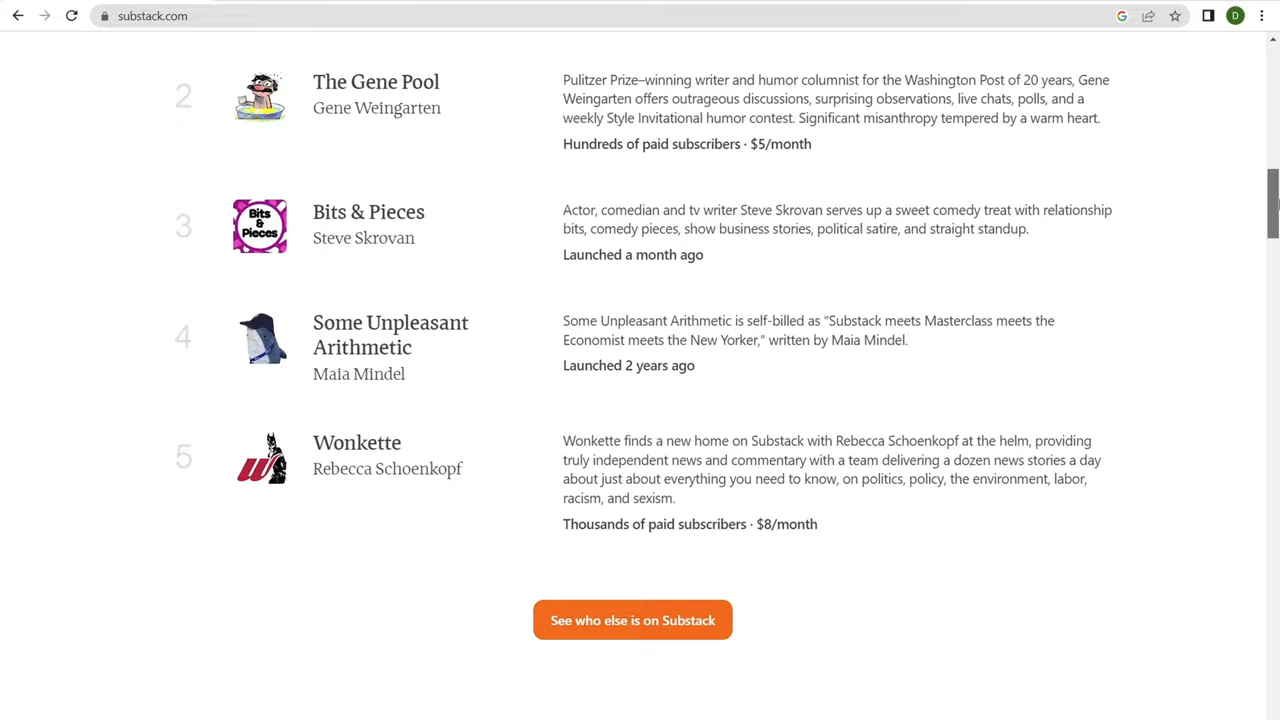 substack.com
G
D
2
The Gene Pool
Gene Weingarten
Pulitzer Prize–winning writer and humor columnist for the Washington Post of 20 years, Gene
Weingarten offers outrageous discussions, surprising observations, live chats, polls, and a
weekly Style Invitational humor contest. Significant misanthropy tempered by a warm heart.
Hundreds of paid subscribers · $5/month
3
Bits
&
Pieces
Bits & Pieces
Steve Skrovan
Actor, comedian and tv writer Steve Skrovan serves up a sweet comedy treat with relationship
bits, comedy pieces, show business stories, political satire, and straight standup.
Launched a month ago
4
Some Unpleasant
Arithmetic
Maia Mindel
Some Unpleasant Arithmetic is self-billed as “Substack meets Masterclass meets the
Economist meets the New Yorker,” written by Maia Mindel.
Launched 2 years ago
5
W
Wonkette
Rebecca Schoenkopf
Wonkette finds a new home on Substack with Rebecca Schoenkopf at the helm, providing
truly independent news and commentary with a team delivering a dozen news stories a day
about just about everything you need to know, on politics, policy, the environment, labor,
racism, and sexism.
Thousands of paid subscribers · $8/month
See who else is on Substack